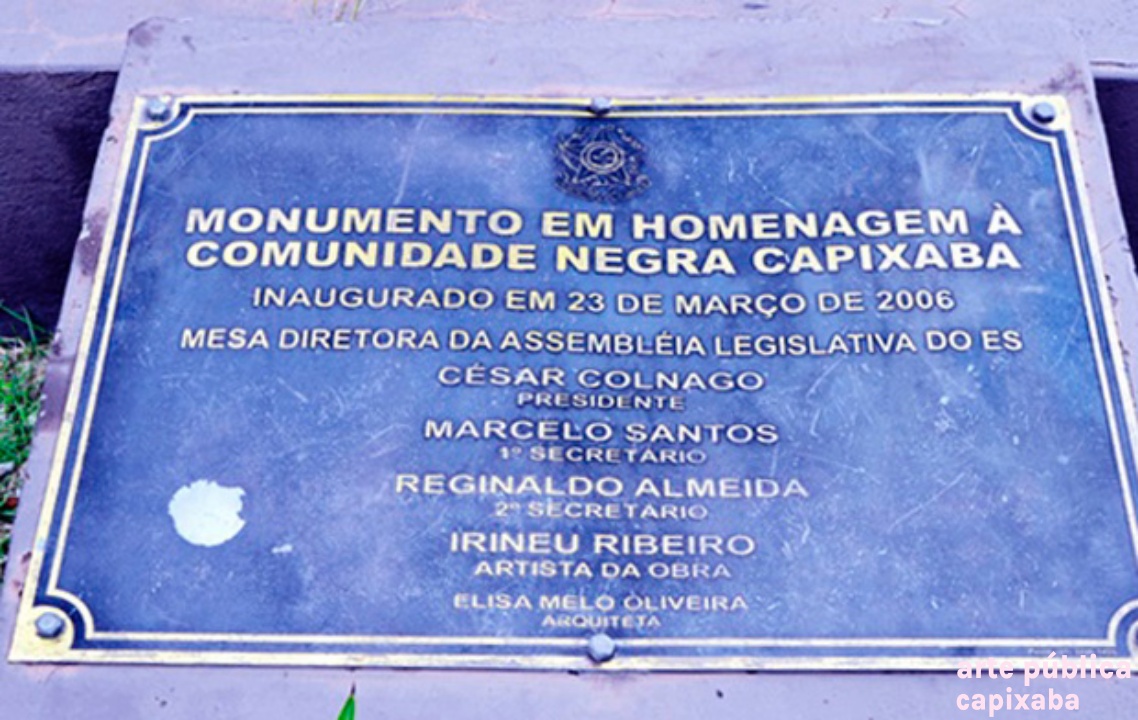 MONUMENTO EM HOMENAGEM À
COMUNIDADE NEGRA CAPIXABA
INAUGURADO EM 23 DE MARÇO DE 2006
MESA DIRETORA DA ASSEMBLÉIA LEGISLATIVA DO ES
CÉSAR COLNAGO
PRESIDENTE
MARCELO SANTOS
1º SECRETÁRIO
REGINALDO ALMEIDA
2º SECRETÁRIO
IRINEU RIBEIRO
ARTISTA DA OBRA
ELISA MELO OLIVEIRA
ARQUITETA
arte pública
capixaba